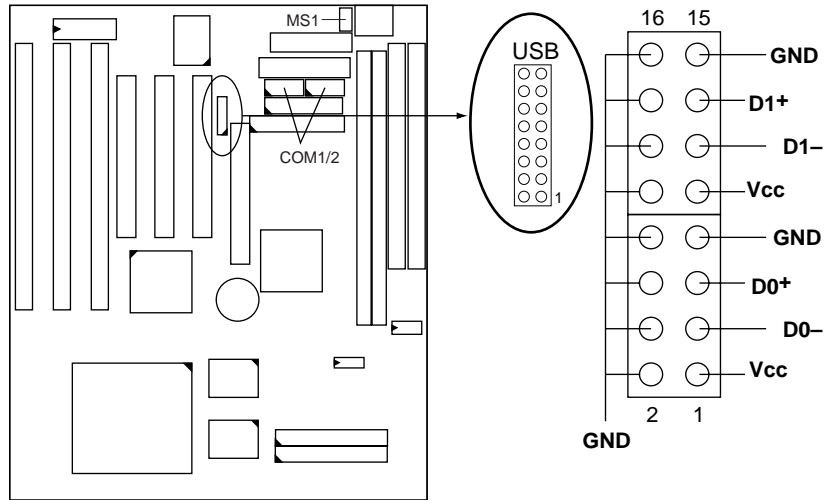 MS1
COM1/2
USB
1
16 15
GND
D1+
D1–
Vcc
GND
D0+
D0–
Vcc
2 1
GND